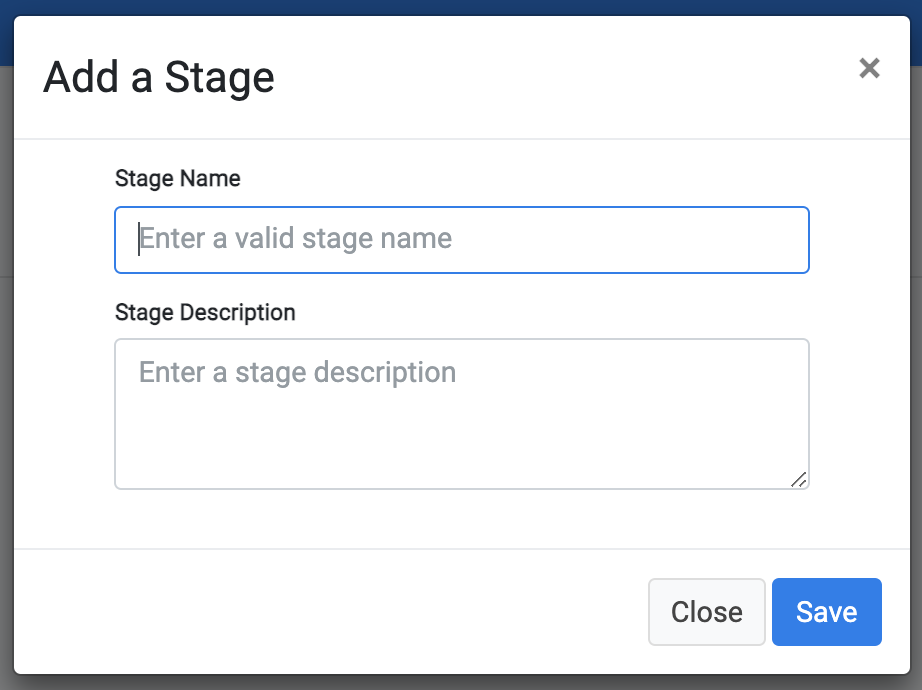 Add a Stage
×
Stage Name
Enter a valid stage name
Stage Description
Enter a stage description
Close Save